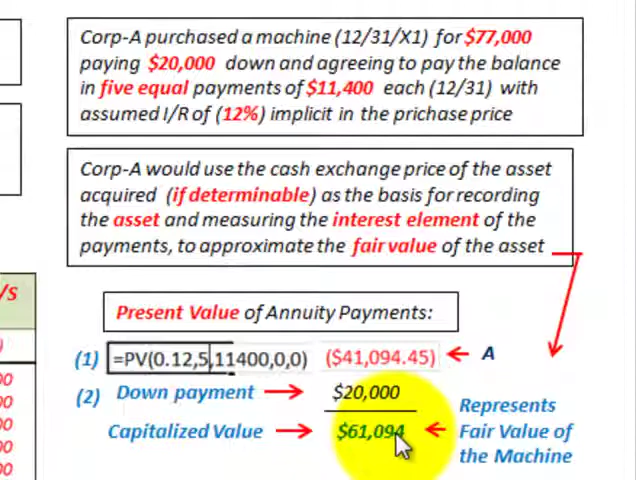 Corp-A purchased a machine (12/31/X1) for $77,000
paying $20,000 down and agreeing to pay the balance
in five equal payments of $11,400 each (12/31) with
assumed I/R of (12%) implicit in the prichase price
Corp-A would use the cash exchange price of the asset
acquired (if determinable) as the basis for recording
the asset and measuring the interest element of the
payments, to approximate the fair value of the asset
/S
)
00
00
00
00
00
Present Value of Annuity Payments:
(1) =PV(0.12,5,11400,0,0) ($41,094.45) A
(2) Down payment $20,000
Capitalized Value $61,094
Represents
Fair Value of
the Machine